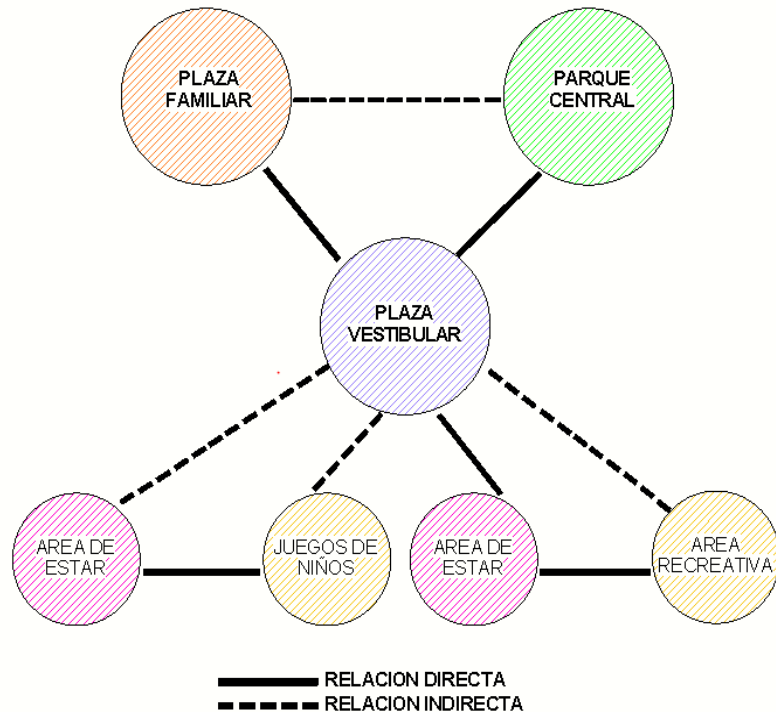 PLAZA
FAMILIAR
PARQUE
CENTRAL
PLAZA
VESTIBULAR
AREA DE
ESTAR
JUEGOS DE
NIÑOS
AREA DE
ESTAR
AREA
RECREATIVA
RELACION DIRECTA
RELACION INDIRECTA